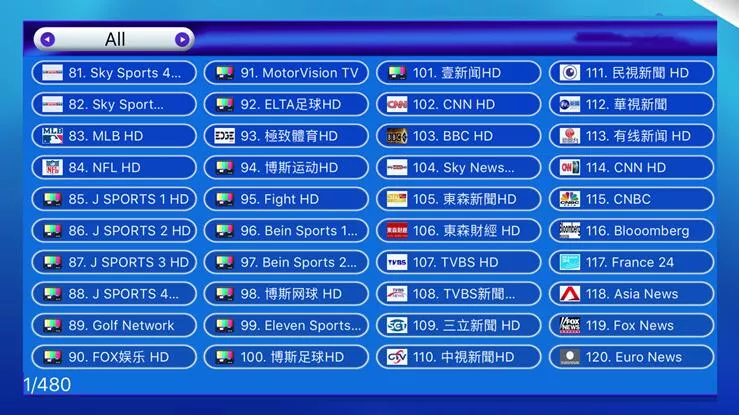 All
81. Sky Sports 4...
82. Sky Sport...
83. MLB HD
84. NFL HD
85. J SPORTS 1 HD
86. J SPORTS 2 HD
87. J SPORTS 3 HD
88. J SPORTS 4...
89. Golf Network
90. FOX娱乐 HD
91. MotorVision TV
92. ELTA足球HD
93. 極致體育HD
94. 博斯运动HD
95. Fight HD
96. Bein Sports 1...
97. Bein Sports 2...
98. 博斯网球 HD
99. Eleven Sports...
100. 博斯足球HD
101. 壹新闻HD
102. CNN HD
103. BBC HD
104. Sky News...
105. 東森新聞HD
106. 東森財經 HD
107. TVBS HD
108. TVBS新聞...
109. 三立新聞 HD
110. 中視新聞HD
111. 民視新聞 HD
112. 華視新聞
113. 有线新闻 HD
114. CNN HD
115. CNBC
116. Blooomberg
117. France 24
118. Asia News
119. Fox News
120. Euro News
1/480